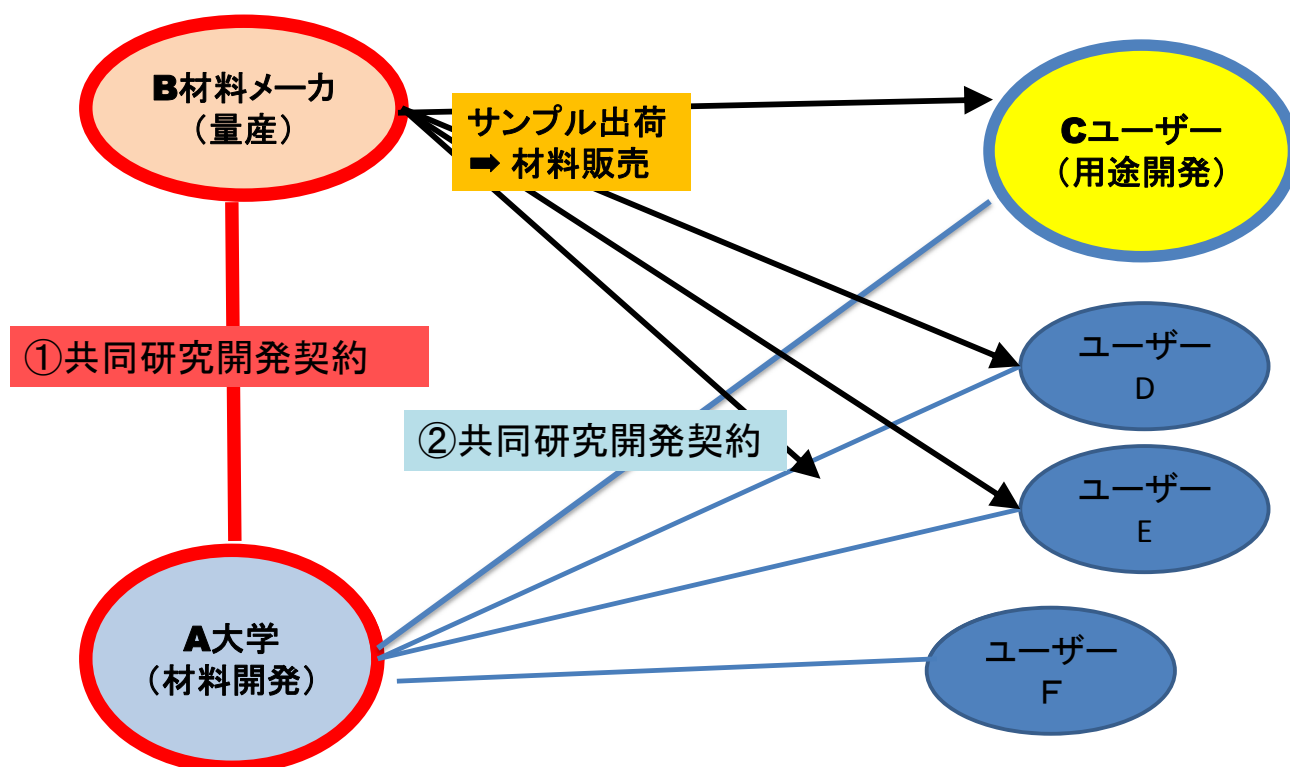 B材料メーカ
（量産）
サンプル出荷
➡ 材料販売
Cユーザー
（用途開発）
①共同研究開発契約
ユーザー
D
②共同研究開発契約
ユーザー
E
A大学
（材料開発）
ユーザー
F